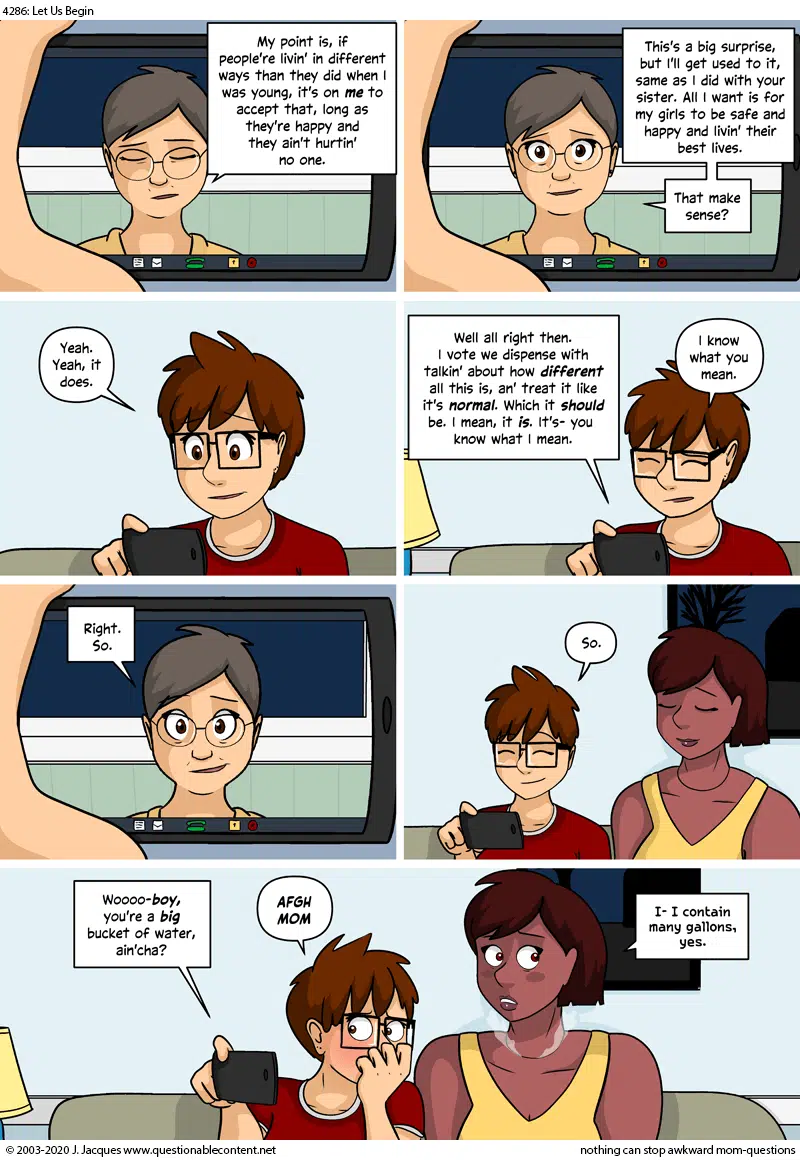 4286: Let Us Begin
My point is, if
people're livin' in different
ways than they did when I
was young, it's on me to
accept that, long as
they're happy and
they ain't hurtin'
no one.
This's a big surprise,
but I'll get used to it,
same as I did with your
sister. All I want is for
my girls to be safe and
happy and livin' their
best lives.
That make
sense?
Yeah.
Yeah, it
does.
Well all right then.
I vote we dispense with
talkin' about how different
all this is, an' treat it like
it's normal. Which it should
be. I mean, it is. It's- you
know what I mean.
I know
what you
mean.
Right.
So.
So.
Woooo-boy,
you're a big
bucket of water,
ain'cha?
AFGH
MOM
I- I contain
many gallons,
yes.
© 2003-2020 J. Jacques www.questionablecontent.net
nothing can stop awkward mom-questions